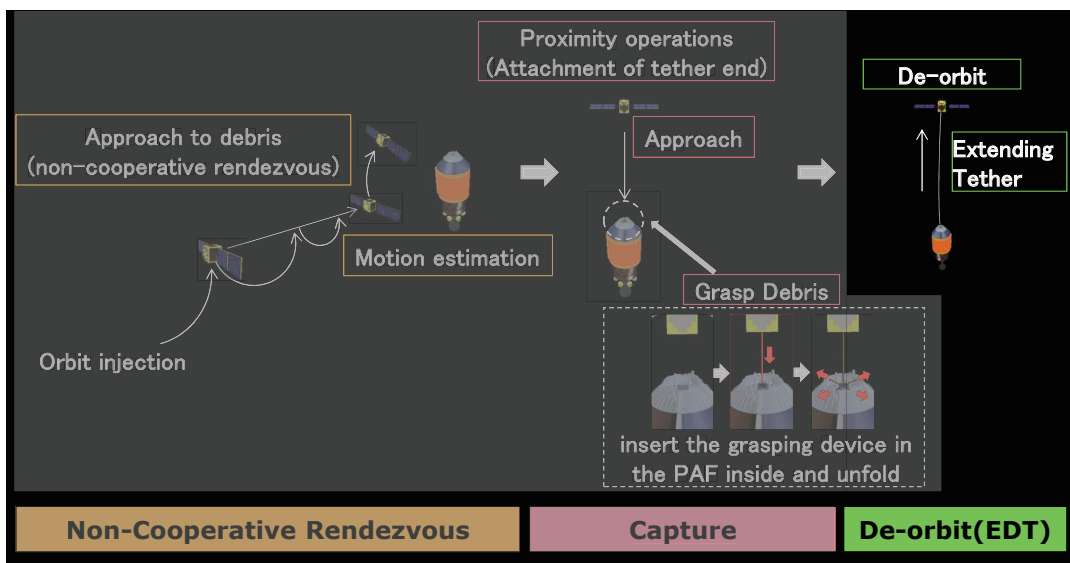 Proximity operations
(Attachment of tether end)
De-orbit
Approach to debris
(non-cooperative rendezvous)
Approach
Extending
Tether
Motion estimation
Grasp Debris
Orbit injection
insert the grasping device in
the PAF inside and unfold
Non-Cooperative Rendezvous
Capture
De-orbit(EDT)